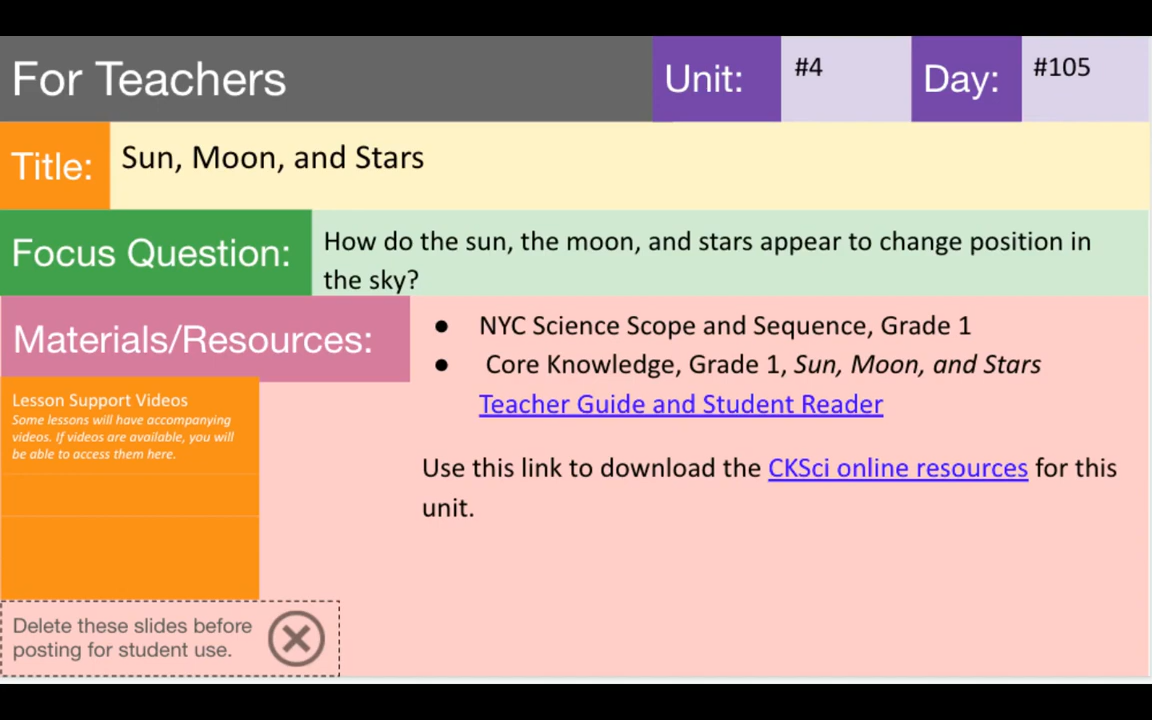 For Teachers
Unit:
#4
Day:
#105
Title:
Sun, Moon, and Stars
Focus Question:
How do the sun, the moon, and stars appear to change position in
the sky?
Materials/Resources:
● NYC Science Scope and Sequence, Grade 1
● Core Knowledge, Grade 1, Sun, Moon, and Stars
Teacher Guide and Student Reader
Use this link to download the CKSci online resources for this
unit.
Lesson Support Videos
Some lessons will have accompanying
videos. If videos are available, you will
be able to access them here.
Delete these slides before
posting for student use.